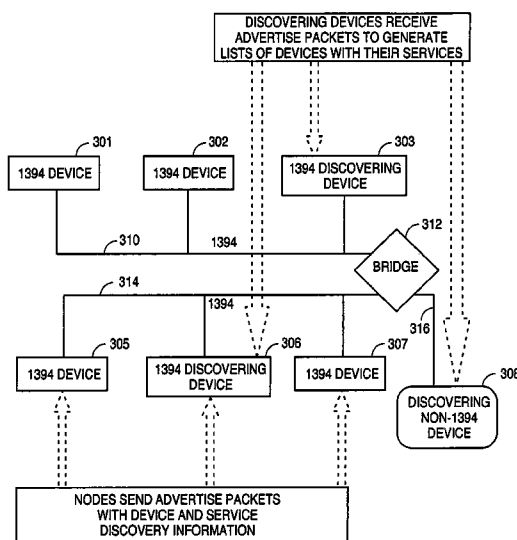 DISCOVERING DEVICES RECEIVE
ADVERTISE PACKETS TO GENERATE
LISTS OF DEVICES WITH THEIR SERVICES
301
302
303
1394 DEVICE
1394 DEVICE
1394 DISCOVERING
DEVICE
312
310
1394
BRIDGE
314
1394
316
305
306
307
308
1394 DEVICE
1394 DISCOVERING
DEVICE
1394 DEVICE
DISCOVERING
NON-1394
DEVICE
NODES SEND ADVERTISE PACKETS
WITH DEVICE AND SERVICE
DISCOVERY INFORMATION